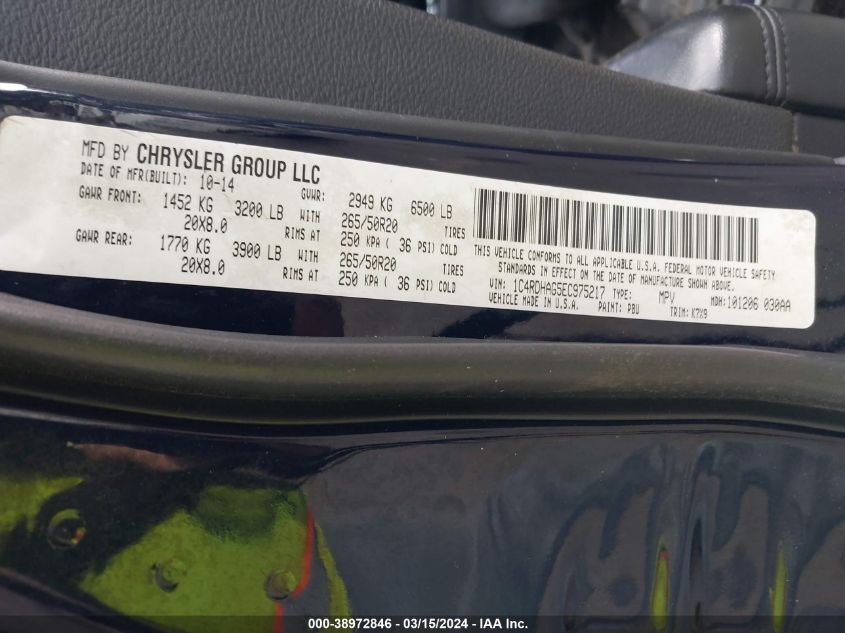 MFD BY CHRYSLER GROUP LLC
DATE OF MFR(BUILT): 10-14 GVWR: 2949 KG 6500 LB
GAWR FRONT: 1452 KG 3200 LB WITH 265/50R20 TIRES
20X8.0 RIMS AT 250 KPA ( 36 PSI) COLD
GAWR REAR: 1770 KG 3900 LB WITH 265/50R20 TIRES
20X8.0 RIMS AT 250 KPA ( 36 PSI) COLD
THIS VEHICLE CONFORMS TO ALL APPLICABLE U.S.A. FEDERAL MOTOR VEHICLE SAFETY
STANDARDS IN EFFECT ON THE DATE OF MANUFACTURE SHOWN ABOVE.
VIN: 1C4RDHAG5EC975217 TYPE: MPV MDH: 101206 030AA
VEHICLE MADE IN U.S.A. PAINT: PBU TRIM: K7X9
000-38972846 - 03/15/2024 - IAA Inc.